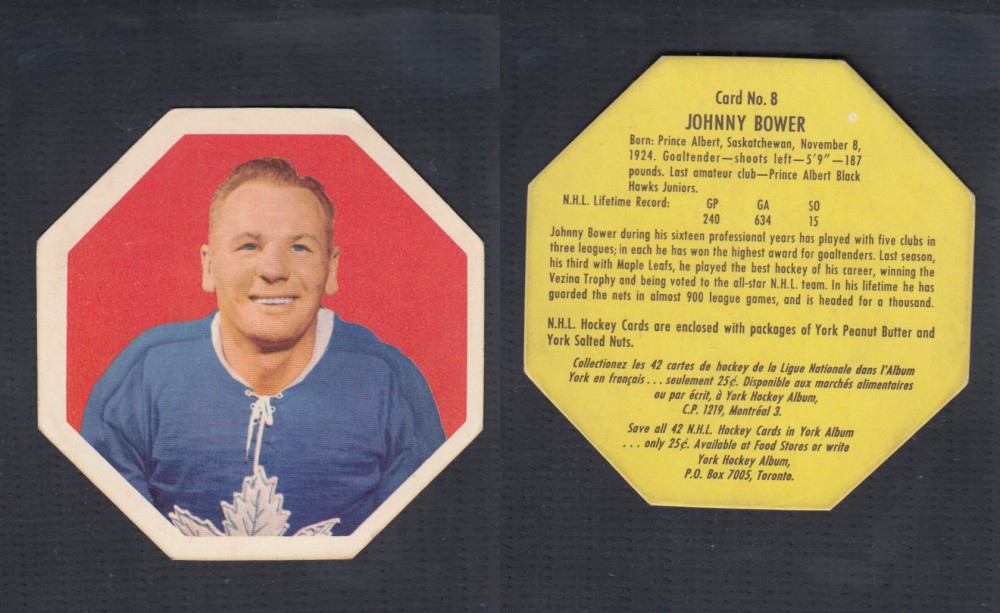 Card No. 8
JOHNNY BOWER
Born: Prince Albert, Saskatchewan, November 8,
1924. Goaltender—shoots left—5'9"—187
pounds. Last amateur club—Prince Albert Black
Hawks Juniors.
N.H.L. Lifetime Record: GP GA SO
240 634 15
Johnny Bower during his sixteen professional years has played with five clubs in
three leagues; in each he has won the highest award for goaltenders. Last season,
his third with Maple Leafs, he played the best hockey of his career, winning the
Vezina Trophy and being voted to the all-star N.H.L. team. In his lifetime he has
guarded the nets in almost 900 league games, and is headed for a thousand.
N.H.L. Hockey Cards are enclosed with packages of York Peanut Butter and
York Salted Nuts.
Collectionez les 42 cartes de hockey de la Ligue Nationale dans l'Album
York en français . . . seulement 25¢. Disponible aux marchés alimentaires
ou par écrit, à York Hockey Album,
C.P. 1219, Montréal 3.
Save all 42 N.H.L. Hockey Cards in York Album
. . . only 25¢. Available at Food Stores or write
York Hockey Album,
P.O. Box 7005, Toronto.